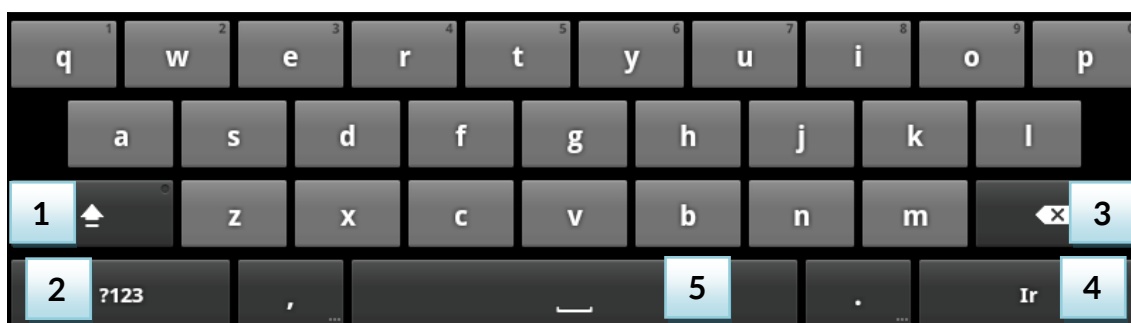 1 2 3 4 5 6 7 8 9
q w e r t y u i o p
a s d f g h j k l
1 z x c v b n m 3
2 ?123 , 5 . Ir 4